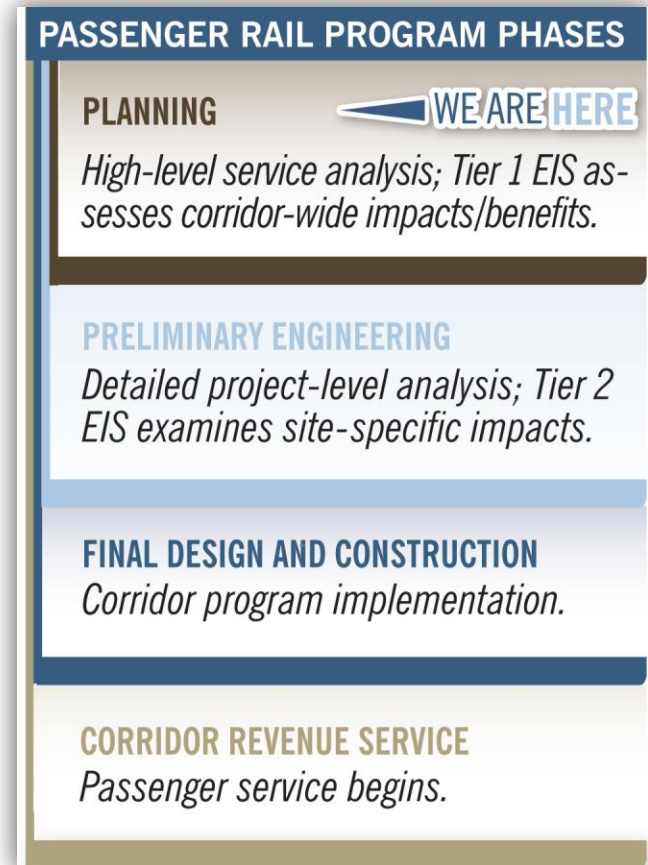 PASSENGER RAIL PROGRAM PHASES
PLANNING
WE ARE HERE
High-level service analysis; Tier 1 EIS as-
sesses corridor-wide impacts/benefits.
PRELIMINARY ENGINEERING
Detailed project-level analysis; Tier 2
EIS examines site-specific impacts.
FINAL DESIGN AND CONSTRUCTION
Corridor program implementation.
CORRIDOR REVENUE SERVICE
Passenger service begins.